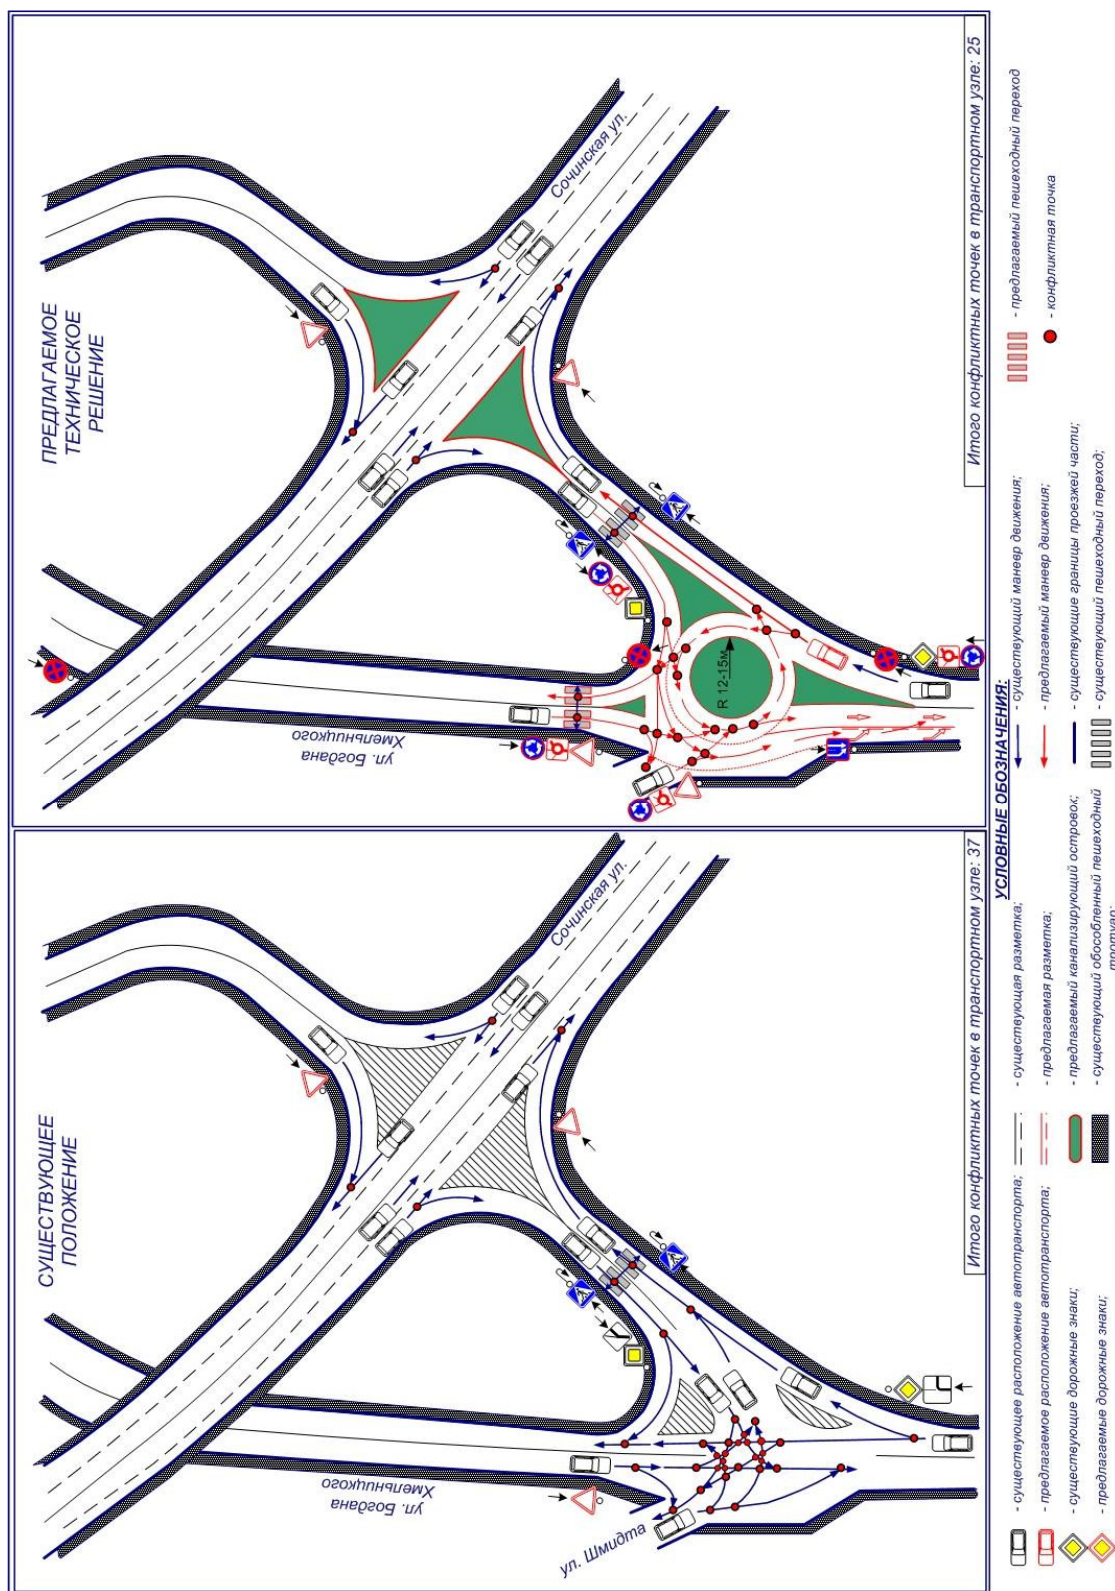 СУЩЕСТВУЮЩЕЕ
ПОЛОЖЕНИЕ
Сочинская ул.
ул. Богдана
Хмельницкого
ул. Шмидта
Итого конфликтных точек в транспортном узле: 37
ПРЕДЛАГАЕМОЕ
ТЕХНИЧЕСКОЕ
РЕШЕНИЕ
Сочинская ул.
ул. Богдана
Хмельницкого
R 12-15м
Итого конфликтных точек в транспортном узле: 25
УСЛОВНЫЕ ОБОЗНАЧЕНИЯ:
- существующее расположение автотранспорта;
- предлагаемое расположение автотранспорта;
- существующие дорожные знаки;
- предлагаемые дорожные знаки;
- существующая разметка;
- предлагаемая разметка;
- предлагаемый канализирующий островок;
- существующий обособленный пешеходный
тротуар;
- существующий маневр движения;
- предлагаемый маневр движения;
- существующие границы проезжей части;
- существующий пешеходный переход;
- предлагаемый пешеходный переход
- конфликтная точка